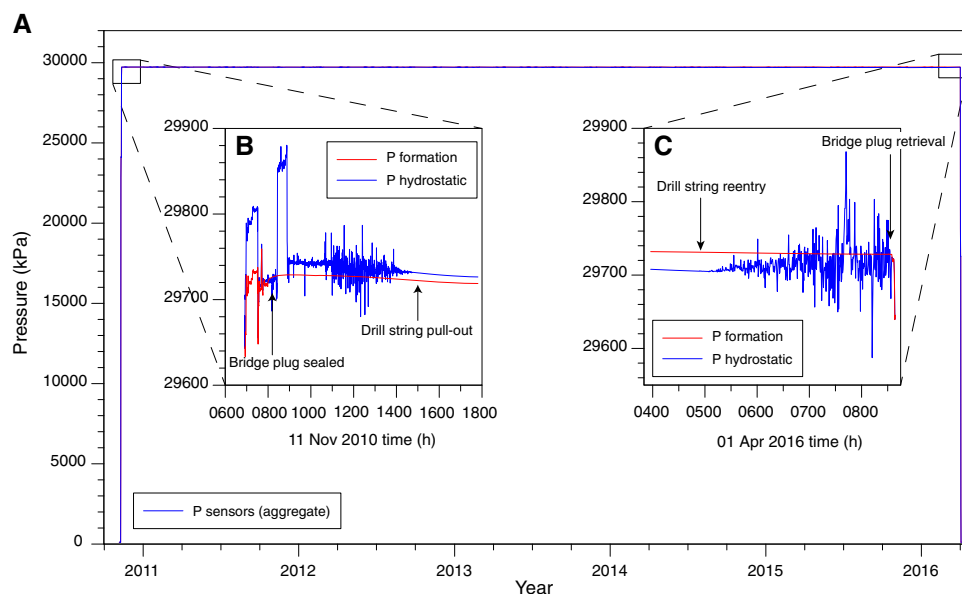 A
30000
25000
20000
15000
10000
5000
0
Pressure (kPa)
2011
2012
2013
2014
2015
2016
Year
P sensors (aggregate)
B
29900
29800
29700
29600
P formation
P hydrostatic
Bridge plug sealed
Drill string pull-out
0600
0800
1000
1200
1400
1600
1800
11 Nov 2010 time (h)
C
29900
29800
29700
29600
Bridge plug retrieval
Drill string reentry
P formation
P hydrostatic
0400
0500
0600
0700
0800
01 Apr 2016 time (h)